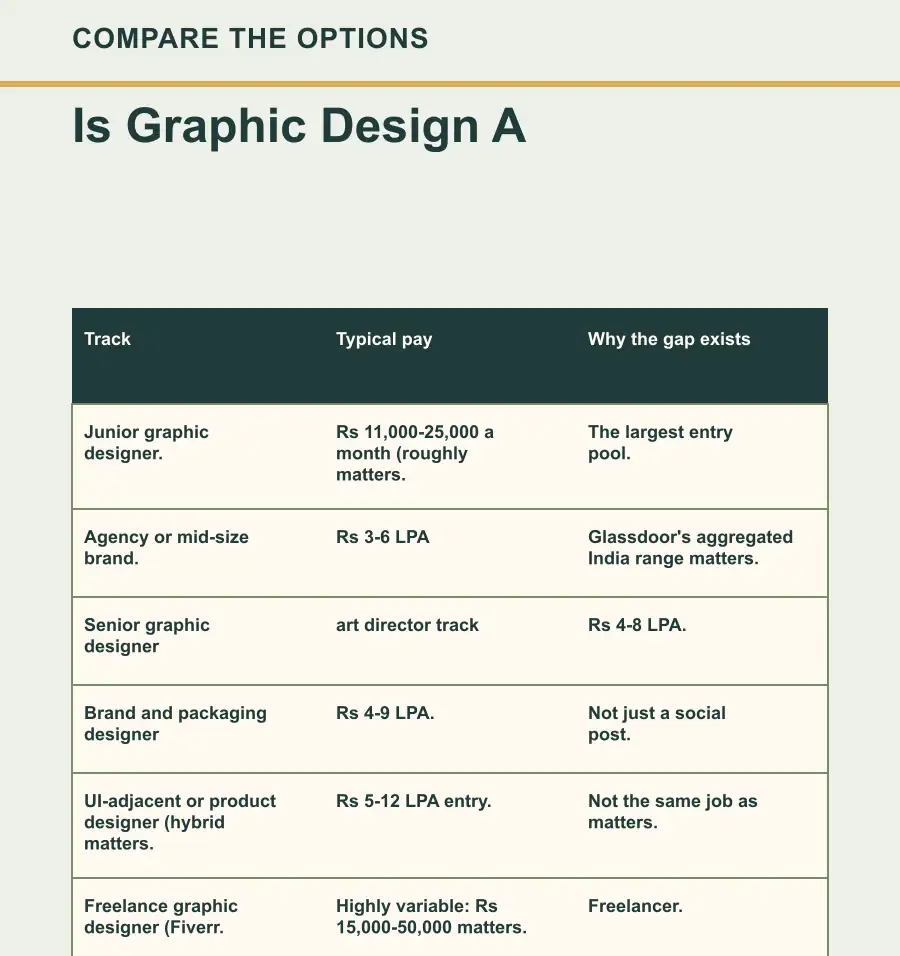 COMPARE THE OPTIONS
Is Graphic Design A
Track
Typical pay
Why the gap exists
Junior graphic
designer.
Rs 11,000-25,000 a
month (roughly
matters.
The largest entry
pool.
Agency or mid-size
brand.
Rs 3-6 LPA
Glassdoor's aggregated
India range matters.
Senior graphic
designer
art director track
Rs 4-8 LPA.
Brand and packaging
designer
Rs 4-9 LPA.
Not just a social
post.
UI-adjacent or product
designer (hybrid
matters.
Rs 5-12 LPA entry.
Not the same job as
matters.
Freelance graphic
designer (Fiverr.
Highly variable: Rs
15,000-50,000 matters.
Freelancer.